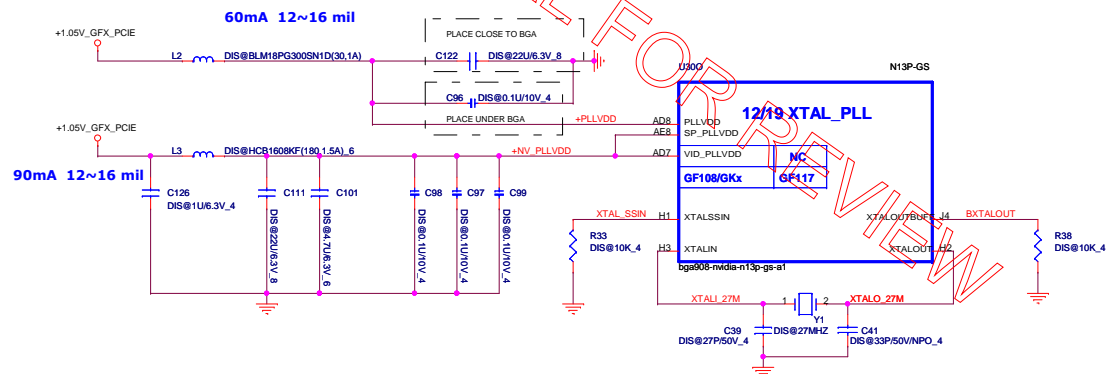 60mA 12~16 mil
+1.05V_GFX_PCIE
L2
DIS@BLM18PG300SN1D(30,1A)
PLACE CLOSE TO BGA
C122
DIS@22U/6.3V_8
C96
DIS@0.1U/10V_4
PLACE UNDER BGA
+PLLVDD
U30O
N13P-GS
12/19 XTAL_PLL
AD8
PLLVDD
AE8
SP_PLLVDD
AD7
VID_PLLVDD
NC
GF108/GKx
GF117
+1.05V_GFX_PCIE
L3
DIS@HCB1608KF(180,1.5A)_6
+NV_PLLVDD
90mA 12~16 mil
C126
DIS@1U/6.3V_4
C111
DIS@22U/6.3V_8
C101
DIS@4.7U/6.3V_6
C98
DIS@0.1U/10V_4
C97
DIS@0.1U/10V_4
C99
DIS@0.1U/10V_4
XTAL_SSIN
H1
XTALSSIN
XTALOUTBUFF
J4
BXTALOUT
R33
DIS@10K_4
H3
XTALIN
XTALOUT
H2
R38
DIS@10K_4
bga908-nvidia-n13p-gs-a1
XTALI_27M
1
2
XTALO_27M
Y1
C39
DIS@27MHZ
C41
DIS@27P/50V_4
DIS@33P/50V/NPO_4
FOR REVIEW